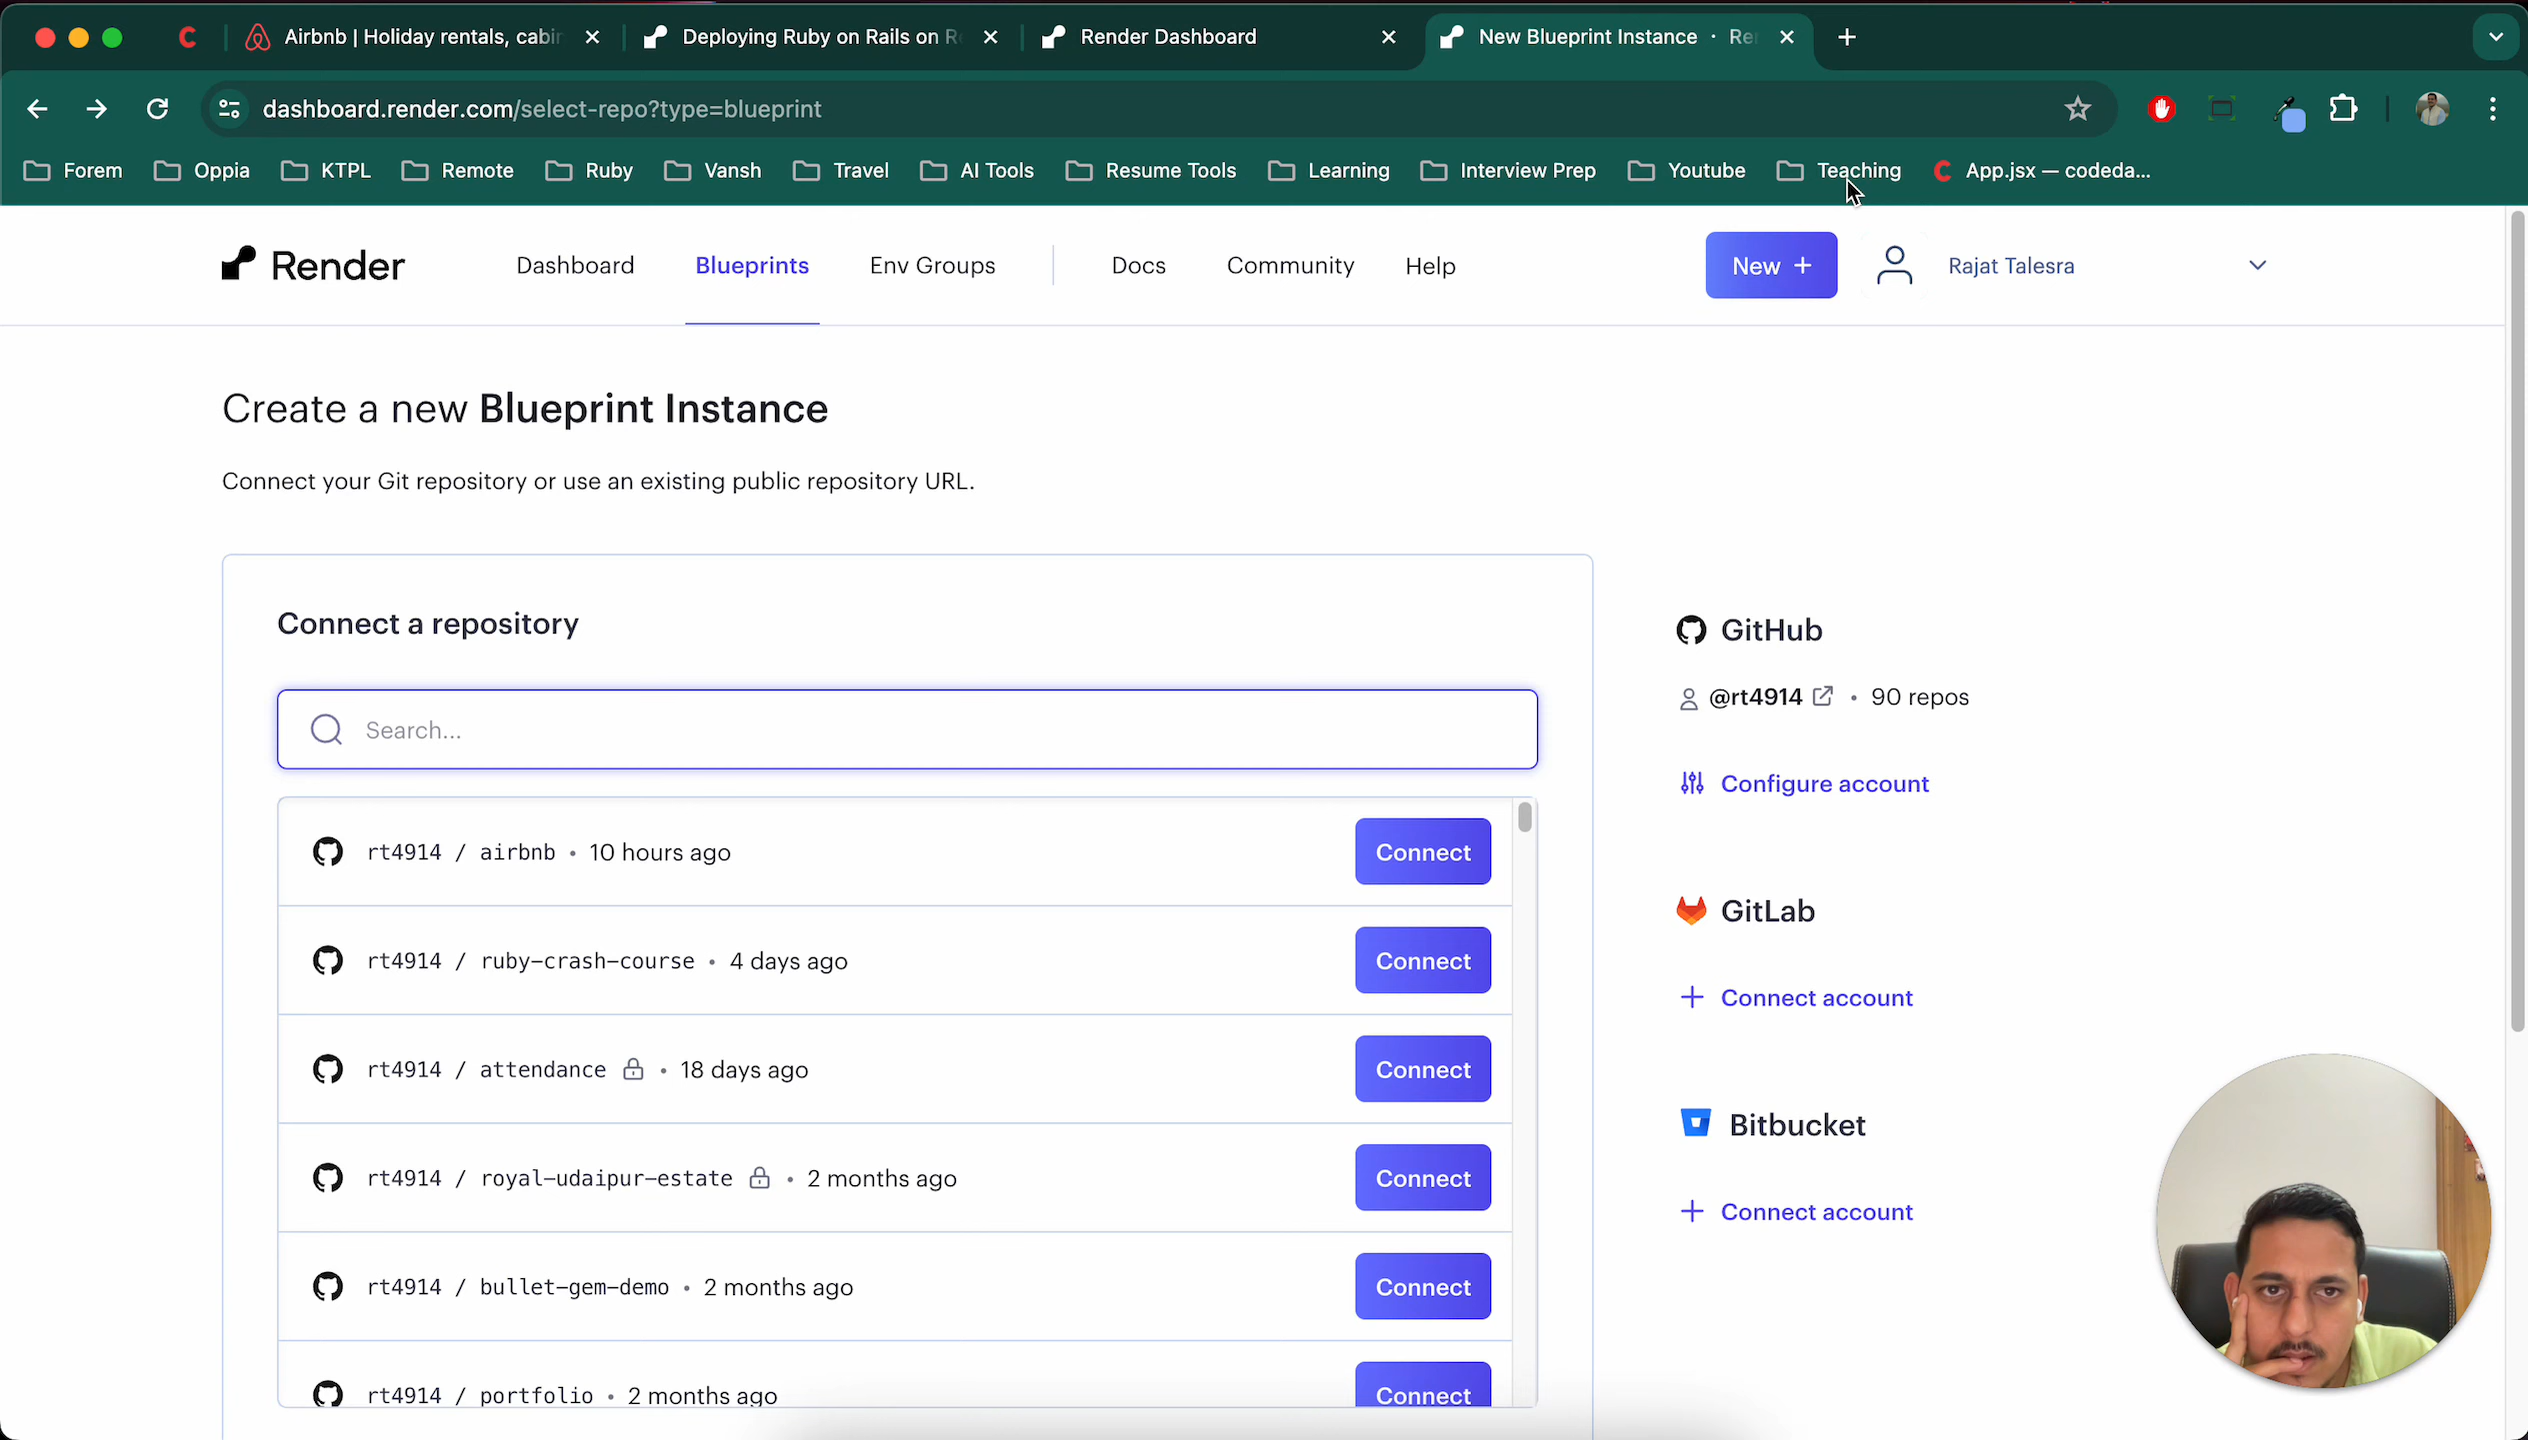 Airbnb | Holiday rentals, cabin
Deploying Ruby on Rails on R
Render Dashboard
New Blueprint Instance · Re
dashboard.render.com/select-repo?type=blueprint
Forem
Oppia
KTPL
Remote
Ruby
Vansh
Travel
AI Tools
Resume Tools
Learning
Interview Prep
Youtube
Teaching
App.jsx — codeda...
Render
Dashboard
Blueprints
Env Groups
Docs
Community
Help
New +
Rajat Talesra
Create a new Blueprint Instance
Connect your Git repository or use an existing public repository URL.
Connect a repository
Search...
rt4914 / airbnb • 10 hours ago
Connect
rt4914 / ruby-crash-course • 4 days ago
Connect
rt4914 / attendance • 18 days ago
Connect
rt4914 / royal-udaipur-estate • 2 months ago
Connect
rt4914 / bullet-gem-demo • 2 months ago
Connect
rt4914 / portfolio • 2 months ago
Connect
GitHub
@rt4914 • 90 repos
Configure account
GitLab
+ Connect account
Bitbucket
+ Connect account